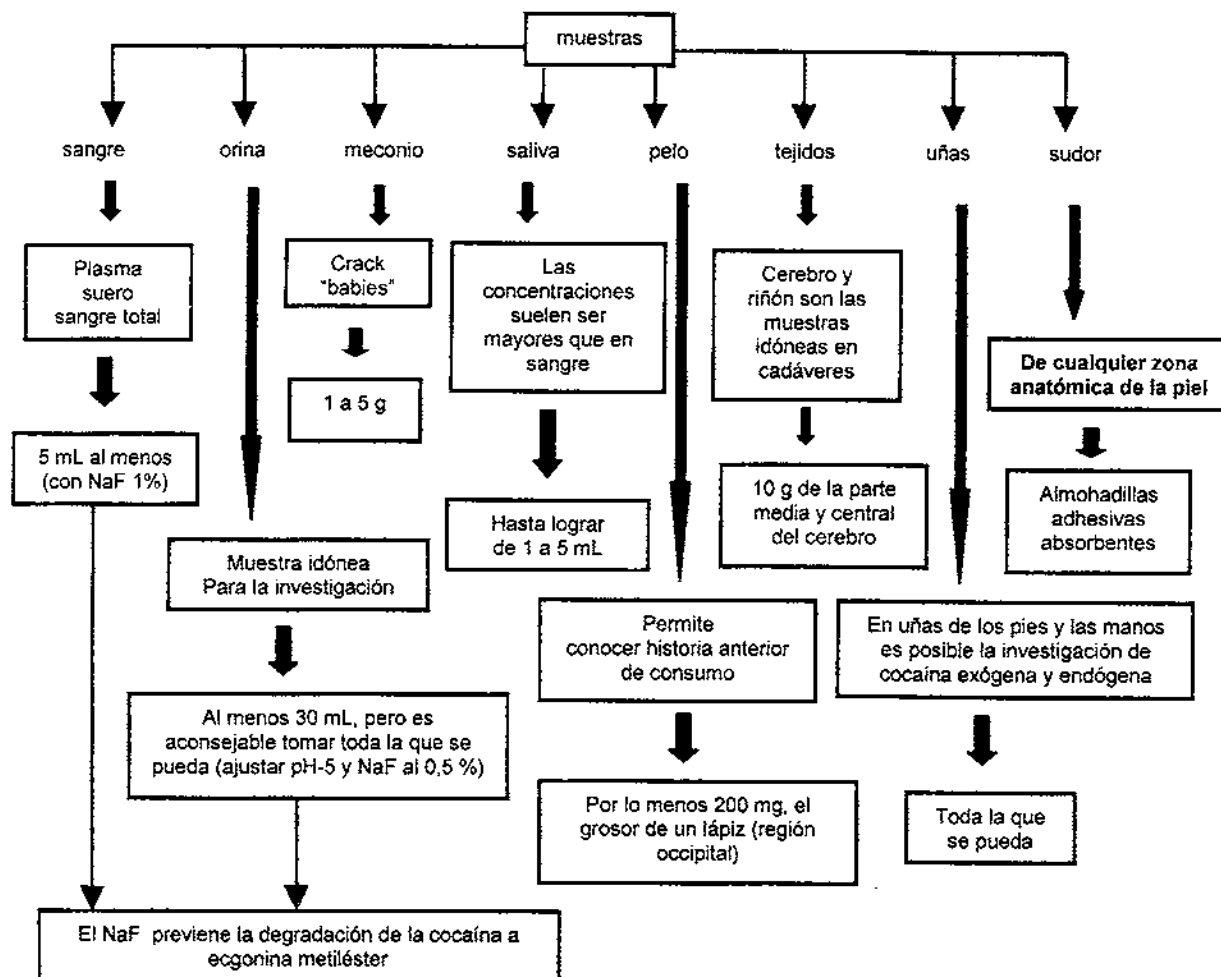 muestras
sangre
orina
meconio
saliva
pelo
tejidos
uñas
sudor
Plasma
suero
sangre total
Crack
"babies"
Las
concentraciones
suelen ser
mayores que en
sangre
Cerebro y
riñón son las
muestras
idóneas en
cadáveres
De cualquier zona
anatómica de la piel
1 a 5 g
5 mL al menos
(con NaF 1%)
Hasta lograr
de 1 a 5 mL
10 g de la parte
media y central
del cerebro
Almohadillas
adhesivas
absorbentes
Muestra idónea
Para la investigación
Permite
conocer historia anterior
de consumo
En uñas de los pies y las manos
es posible la investigación de
cocaína exógena y endógena
Al menos 30 mL, pero es
aconsejable tomar toda la que se
pueda (ajustar pH-5 y NaF al 0,5 %)
Por lo menos 200 mg, el
grosor de un lápiz (región
occipital)
Toda la que
se pueda
El NaF previene la degradación de la cocaína a
ecgonina metiléster